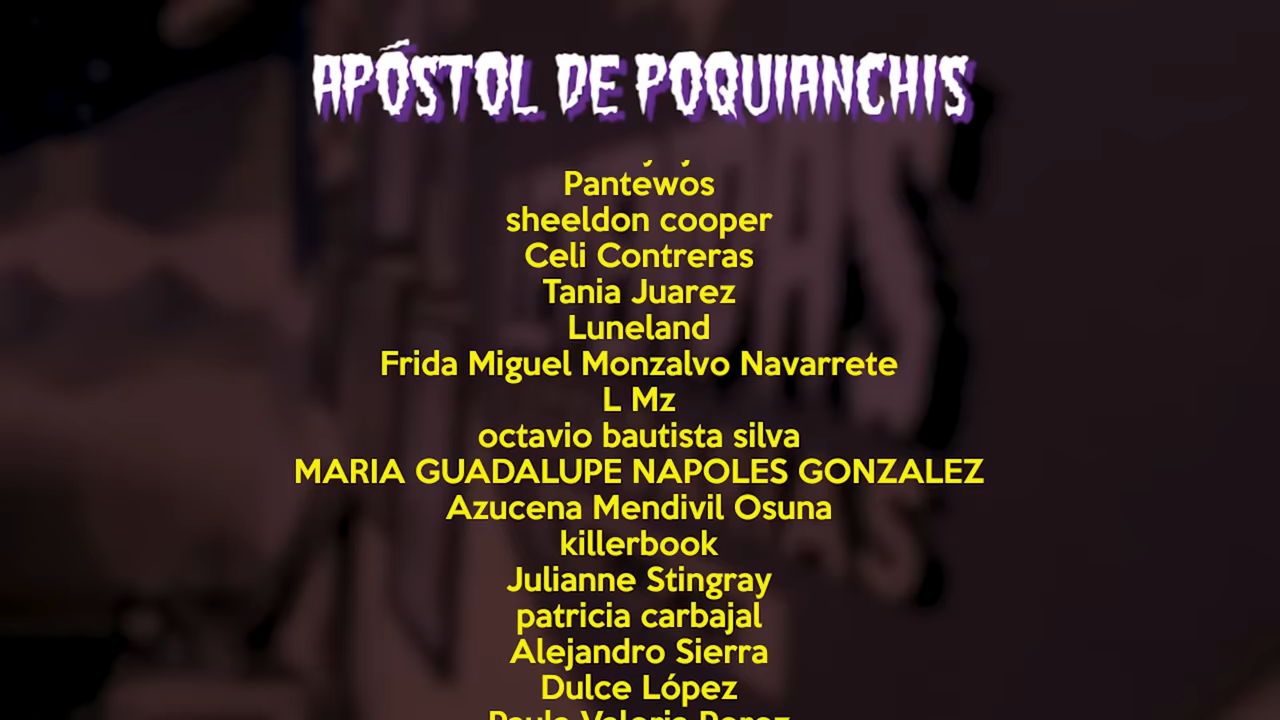 APÓSTOL DE POQUIANCHIS
Pantewos
sheeldon cooper
Celi Contreras
Tania Juarez
Luneland
Frida Miguel Monzalvo Navarrete
L Mz
octavio bautista silva
MARIA GUADALUPE NAPOLES GONZALEZ
Azucena Mendivil Osuna
killerbook
Julianne Stingray
patricia carbajal
Alejandro Sierra
Dulce López